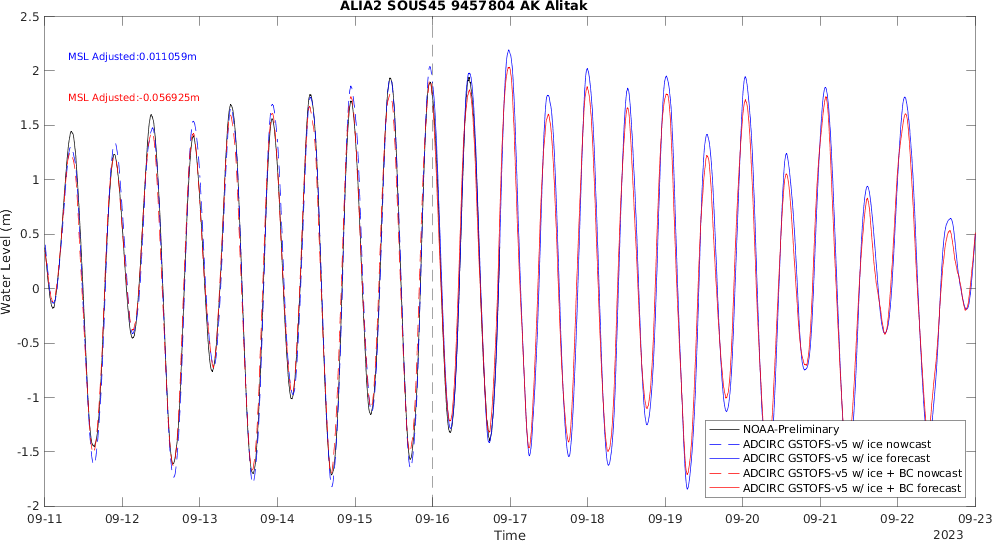 ALIA2 SOUS45 9457804 AK Alitak
MSL Adjusted:0.011059m
MSL Adjusted:-0.056925m
Water Level (m)
2.5
2
1.5
1
0.5
0
-0.5
-1
-1.5
-2
NOAA-Preliminary
ADCIRC GSTOFS-v5 w/ ice nowcast
ADCIRC GSTOFS-v5 w/ ice forecast
ADCIRC GSTOFS-v5 w/ice + BC nowcast
ADCIRC GSTOFS-v5 w/ice + BC forecast
09-11 09-12 09-13 09-14 09-15 09-16 09-17 09-18 09-19 09-20 09-21 09-22 09-23
Time
2023